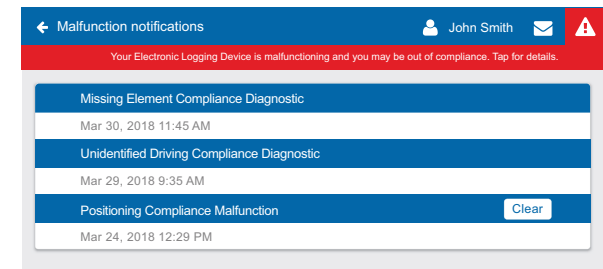 Malfunction notifications
John Smith
Your Electronic Logging Device is malfunctioning and you may be out of compliance. Tap for details.
Missing Element Compliance Diagnostic
Mar 30, 2018 11:45 AM
Unidentified Driving Compliance Diagnostic
Mar 29, 2018 9:35 AM
Positioning Compliance Malfunction
Clear
Mar 24, 2018 12:29 PM